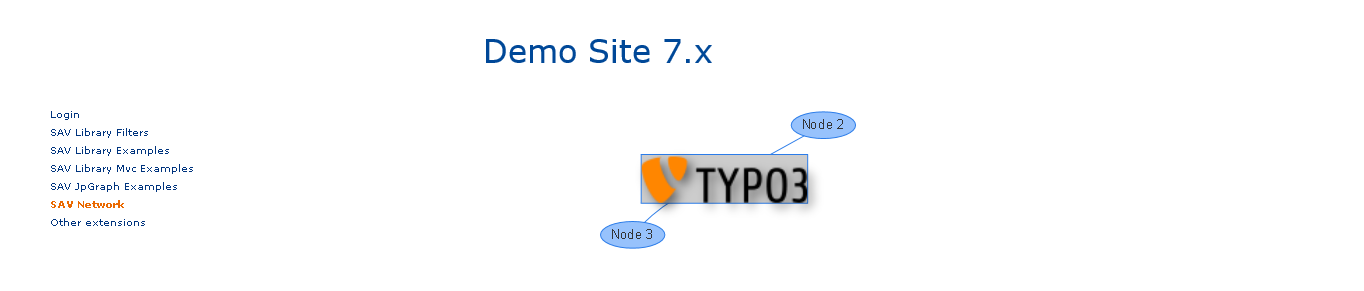 Demo Site 7.x
Login
SAV Library Filters
SAV Library Examples
SAV Library Mvc Examples
SAV JpGraph Examples
SAV Network
Other extensions
Node 2
TYPO3
Node 3